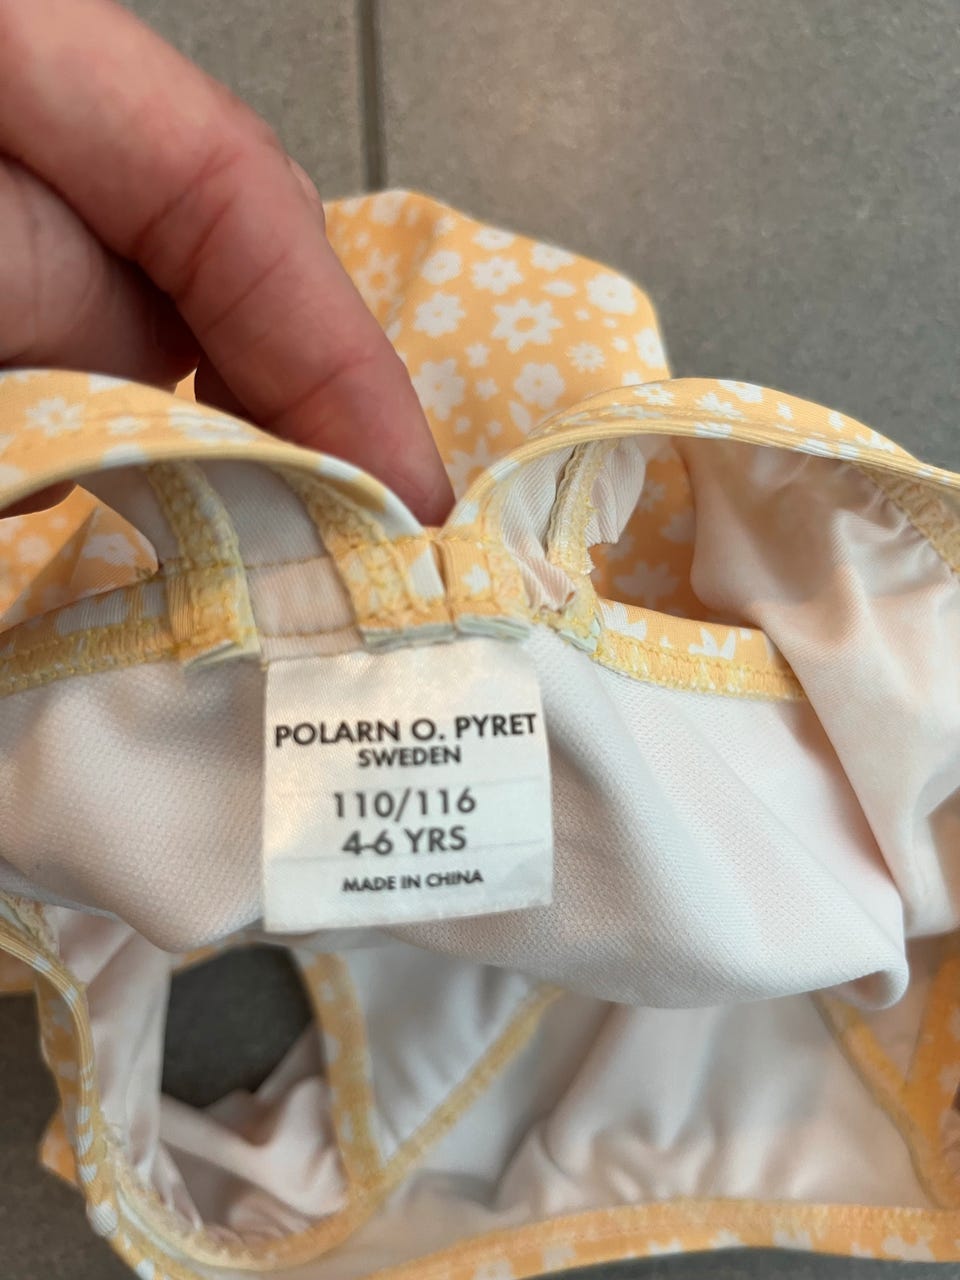 POLARN O. PYRET
SWEDEN
110/116
4-6 YRS
MADE IN CHINA